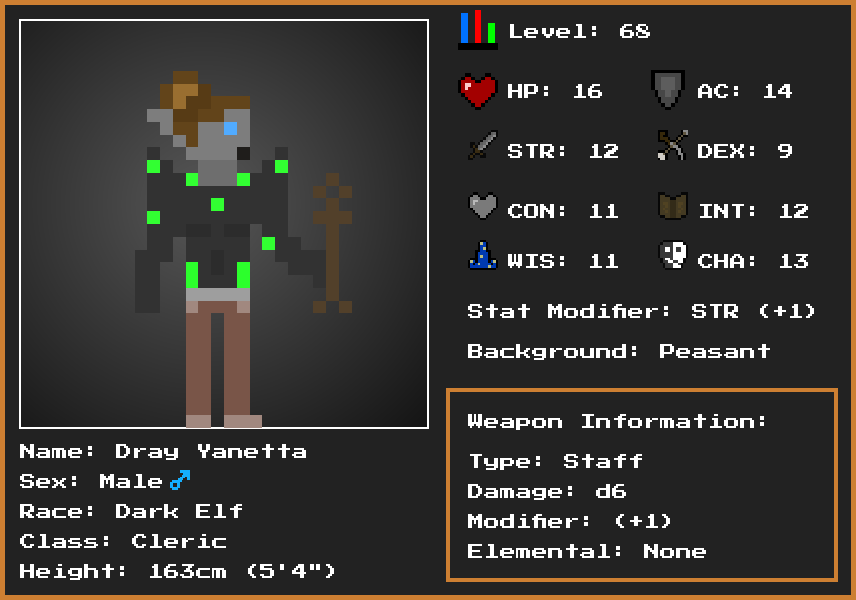 Level: 68
HP: 16
AC: 14
STR: 12
DEX: 9
CON: 11
INT: 12
WIS: 11
CHA: 13
Stat Modifier: STR (+1)
Background: Peasant
Weapon Information:
Type: Staff
Damage: d6
Modifier: (+1)
Elemental: None
Name: Dray Yanetta
Sex: Male♂
Race: Dark Elf
Class: Cleric
Height: 163cm (5'4")